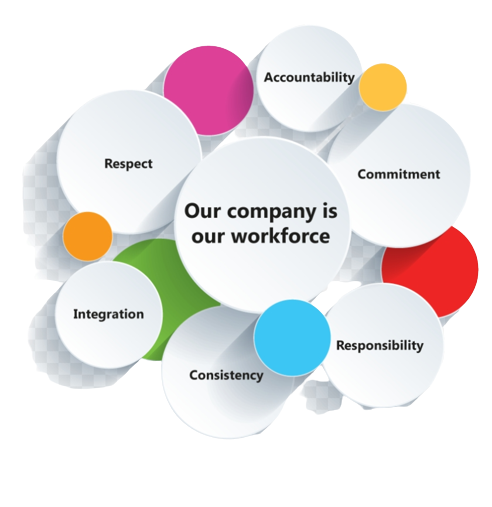 Accountability
Respect
Commitment
Our company is
our workforce
Integration
Responsibility
Consistency